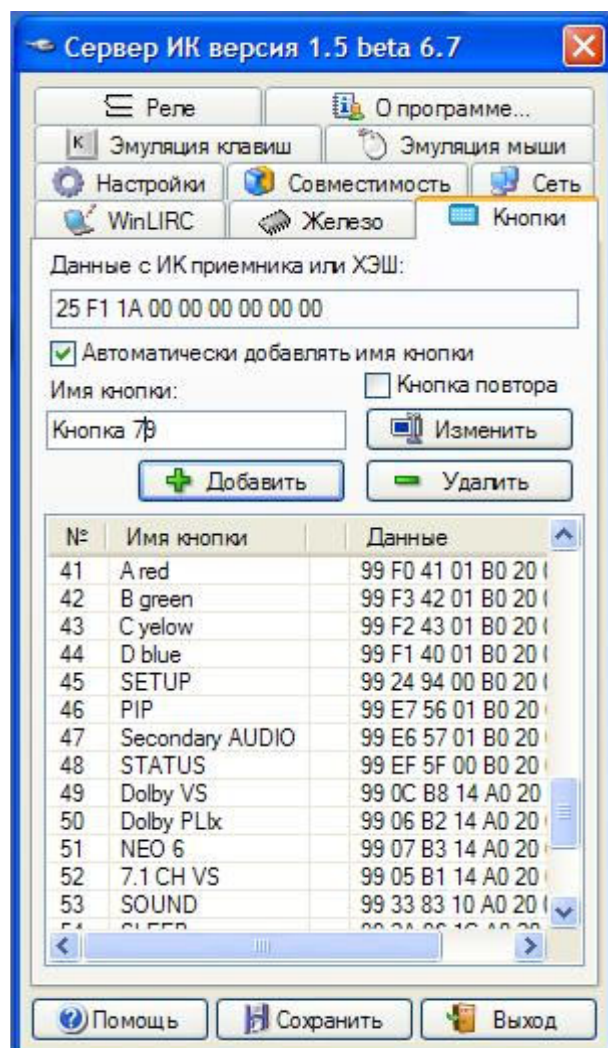 Сервер ИК версия 1.5 beta 6.7
Реле О программе...
К Эмуляция клавиш Эмуляция мыши
Настройки Совместимость Сеть
WinLIRC Железо Кнопки
Данные с ИК приемника или ХЭШ:
25 F1 1A 00 00 00 00 00 00
Автоматически добавлять имя кнопки
Имя кнопки: Кнопка повтора
Кнопка 79 Изменить
Добавить Удалить
№ Имя кнопки Данные
41 A red 99 F0 41 01 B0 20
42 B green 99 F3 42 01 B0 20
43 C yelow 99 F2 43 01 B0 20
44 D blue 99 F1 40 01 B0 20
45 SETUP 99 24 94 00 B0 20
46 PIP 99 E7 56 01 B0 20
47 Secondary AUDIO 99 E6 57 01 B0 20
48 STATUS 99 EF 5F 00 B0 20
49 Dolby VS 99 0C B8 14 A0 20
50 Dolby PLIx 99 06 B2 14 A0 20
51 NEO 6 99 07 B3 14 A0 20
52 7.1 CH VS 99 05 B1 14 A0 20
53 SOUND 99 33 83 10 A0 20
Помощь Сохранить Выход